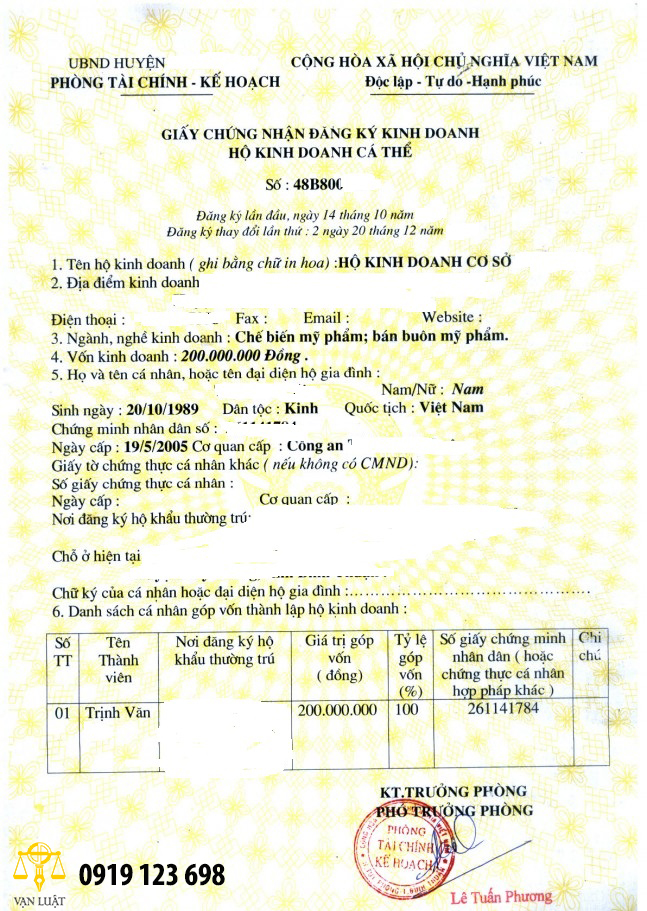 UBND HUYỆN
PHÒNG TÀI CHÍNH - KẾ HOẠCH
CỘNG HÒA XÃ HỘI CHỦ NGHĨA VIỆT NAM
Độc lập - Tự do -Hạnh phúc
GIẤY CHỨNG NHẬN ĐĂNG KÝ KINH DOANH
HỘ KINH DOANH CÁ THỂ
Số : 48B800
Đăng ký lần đầu, ngày 14 tháng 10 năm
Đăng ký thay đổi lần thứ : 2 ngày 20 tháng 12 năm
1. Tên hộ kinh doanh ( ghi bằng chữ in hoa) :HỘ KINH DOANH CƠ SỞ
2. Địa điểm kinh doanh
Điện thoại : Fax : Email : Website :
3. Ngành, nghề kinh doanh : Chế biến mỹ phẩm; bán buôn mỹ phẩm.
4. Vốn kinh doanh : 200.000.000 Đồng .
5. Họ và tên cá nhân, hoặc tên đại diện hộ gia đình :
Nam/Nữ : Nam
Sinh ngày : 20/10/1989 Dân tộc : Kinh Quốc tịch : Việt Nam
Chứng minh nhân dân số :
Ngày cấp : 19/5/2005 Cơ quan cấp : Công an
Giấy tờ chứng thực cá nhân khác ( nếu không có CMND):
Số giấy chứng thực cá nhân :
Ngày cấp : Cơ quan cấp :
Nơi đăng ký hộ khẩu thường trú
Chỗ ở hiện tại
Chữ ký của cá nhân hoặc đại diện hộ gia đình :................................................
6. Danh sách cá nhân góp vốn thành lập hộ kinh doanh :
Số TT
Tên Thành viên
Nơi đăng ký hộ khẩu thường trú
Giá trị góp vốn ( đồng)
Tỷ lệ góp vốn (%)
Số giấy chứng minh nhân dân ( hoặc chứng thực cá nhân hợp pháp khác )
Ghi chú
01 Trịnh Văn 200.000.000 100 261141784
KT.TRƯỞNG PHÒNG
PHÓ TRƯỞNG PHÒNG
PHÒNG
TÀI CHÍNH
KẾ HOẠCH
Lê Tuấn Phương
VẠN LUẬT
0919 123 698